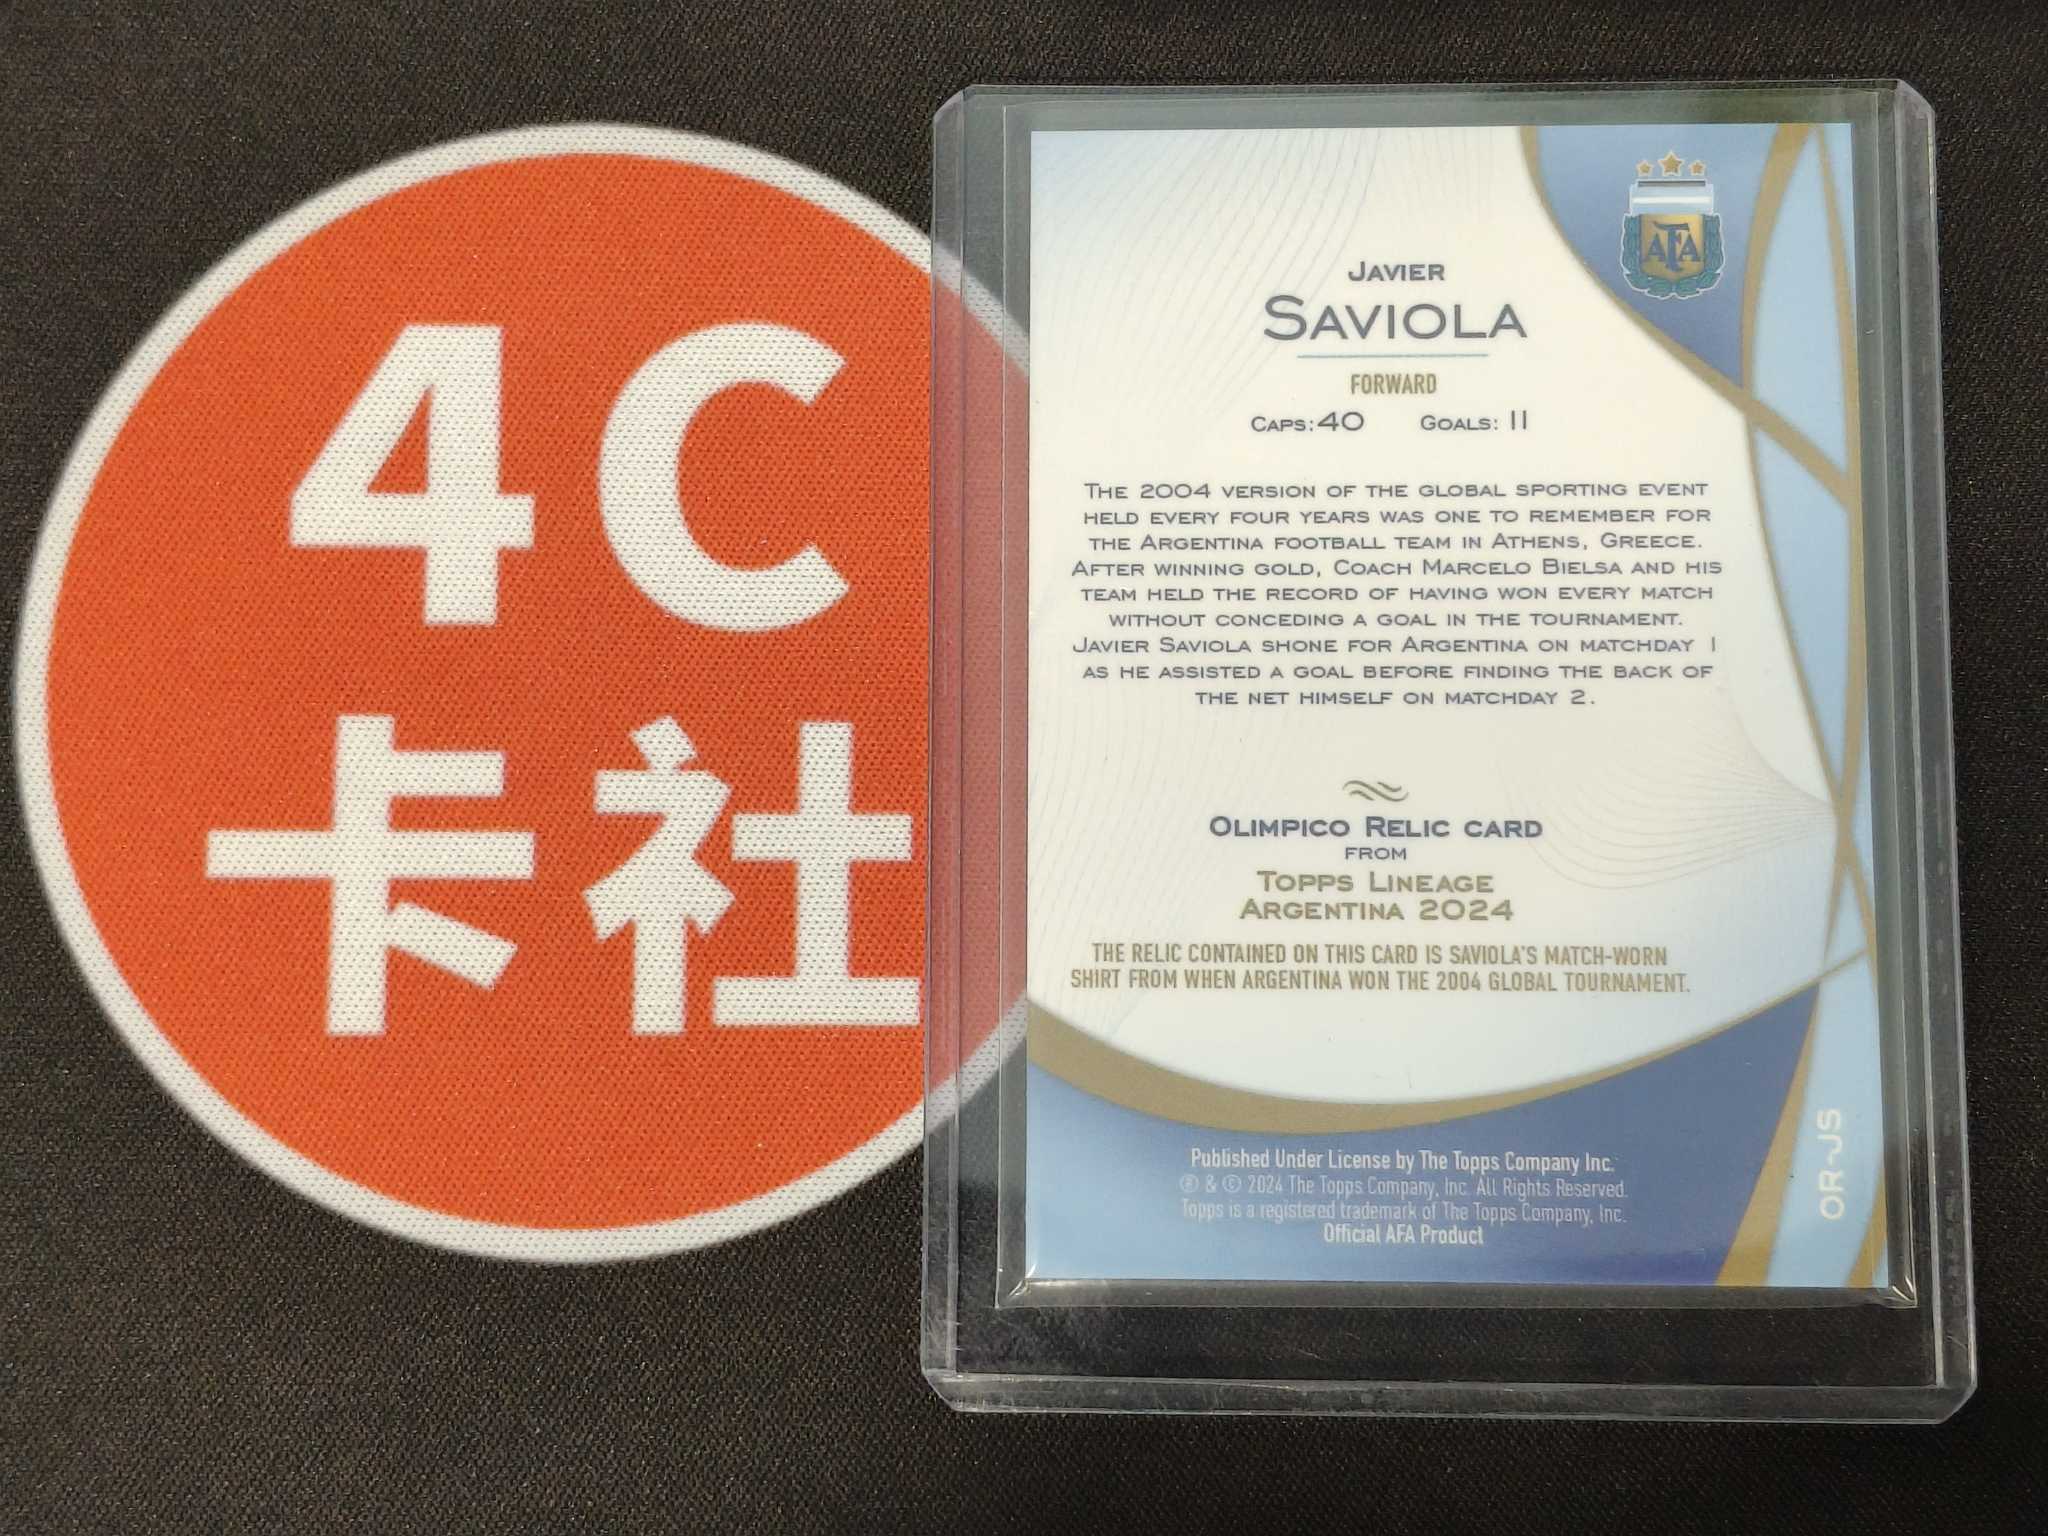 4C
卡社
AFA
JAVIER
SAVIOLA
FORWARD
CAPS: 40 GOALS: 11
THE 2004 VERSION OF THE GLOBAL SPORTING EVENT
HELD EVERY FOUR YEARS WAS ONE TO REMEMBER FOR
THE ARGENTINA FOOTBALL TEAM IN ATHENS, GREECE.
AFTER WINNING GOLD, COACH MARCELO BIELSA AND HIS
TEAM HELD THE RECORD OF HAVING WON EVERY MATCH
WITHOUT CONCEDING A GOAL IN THE TOURNAMENT.
JAVIER SAVIOLA SHONE FOR ARGENTINA ON MATCHDAY 1
AS HE ASSISTED A GOAL BEFORE FINDING THE BACK OF
THE NET HIMSELF ON MATCHDAY 2.
OLIMPICO RELIC CARD
FROM
TOPPS LINEAGE
ARGENTINA 2024
THE RELIC CONTAINED ON THIS CARD IS SAVIOLA'S MATCH-WORN
SHIRT FROM WHEN ARGENTINA WON THE 2004 GLOBAL TOURNAMENT.
Published Under License by The Topps Company Inc.
® & © 2024 The Topps Company, Inc. All Rights Reserved.
Topps is a registered trademark of The Topps Company, Inc.
Official AFA Product
OR-JS